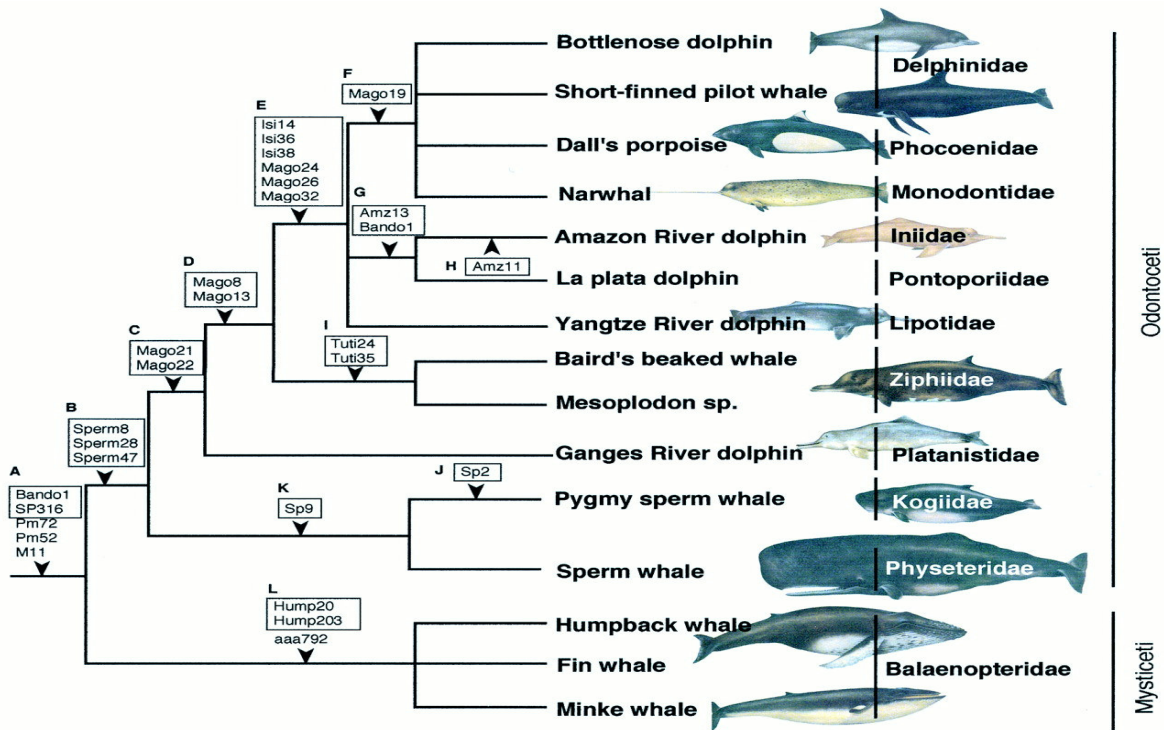 Bottlenose dolphin
Delphinidae
F
Mago19
Short-finned pilot whale
E
Isi14
Isi36
Isi38
Mago24
Mago26
Mago32
Dall's porpoise
Phocoenidae
G
Amz13
Bando1
Narwhal
Monodontidae
Amazon River dolphin
Iniidae
H
Amz11
D
Mago8
Mago13
La plata dolphin
Pontoporiidae
Yangtze River dolphin
Lipotidae
I
Tuti24
Tuti35
C
Mago21
Mago22
Baird's beaked whale
Ziphiidae
Mesoplodon sp.
B
Sperm8
Sperm28
Sperm47
Ganges River dolphin
Platanistidae
J
Sp2
A
Bando1
SP316
Pm72
Pm52
M11
K
Sp9
Pygmy sperm whale
Kogiidae
Sperm whale
Physeteridae
L
Hump20
Hump203
aaa792
Humpback whale
Fin whale
Balaenopteridae
Minke whale
Odontoceti
Mysticeti